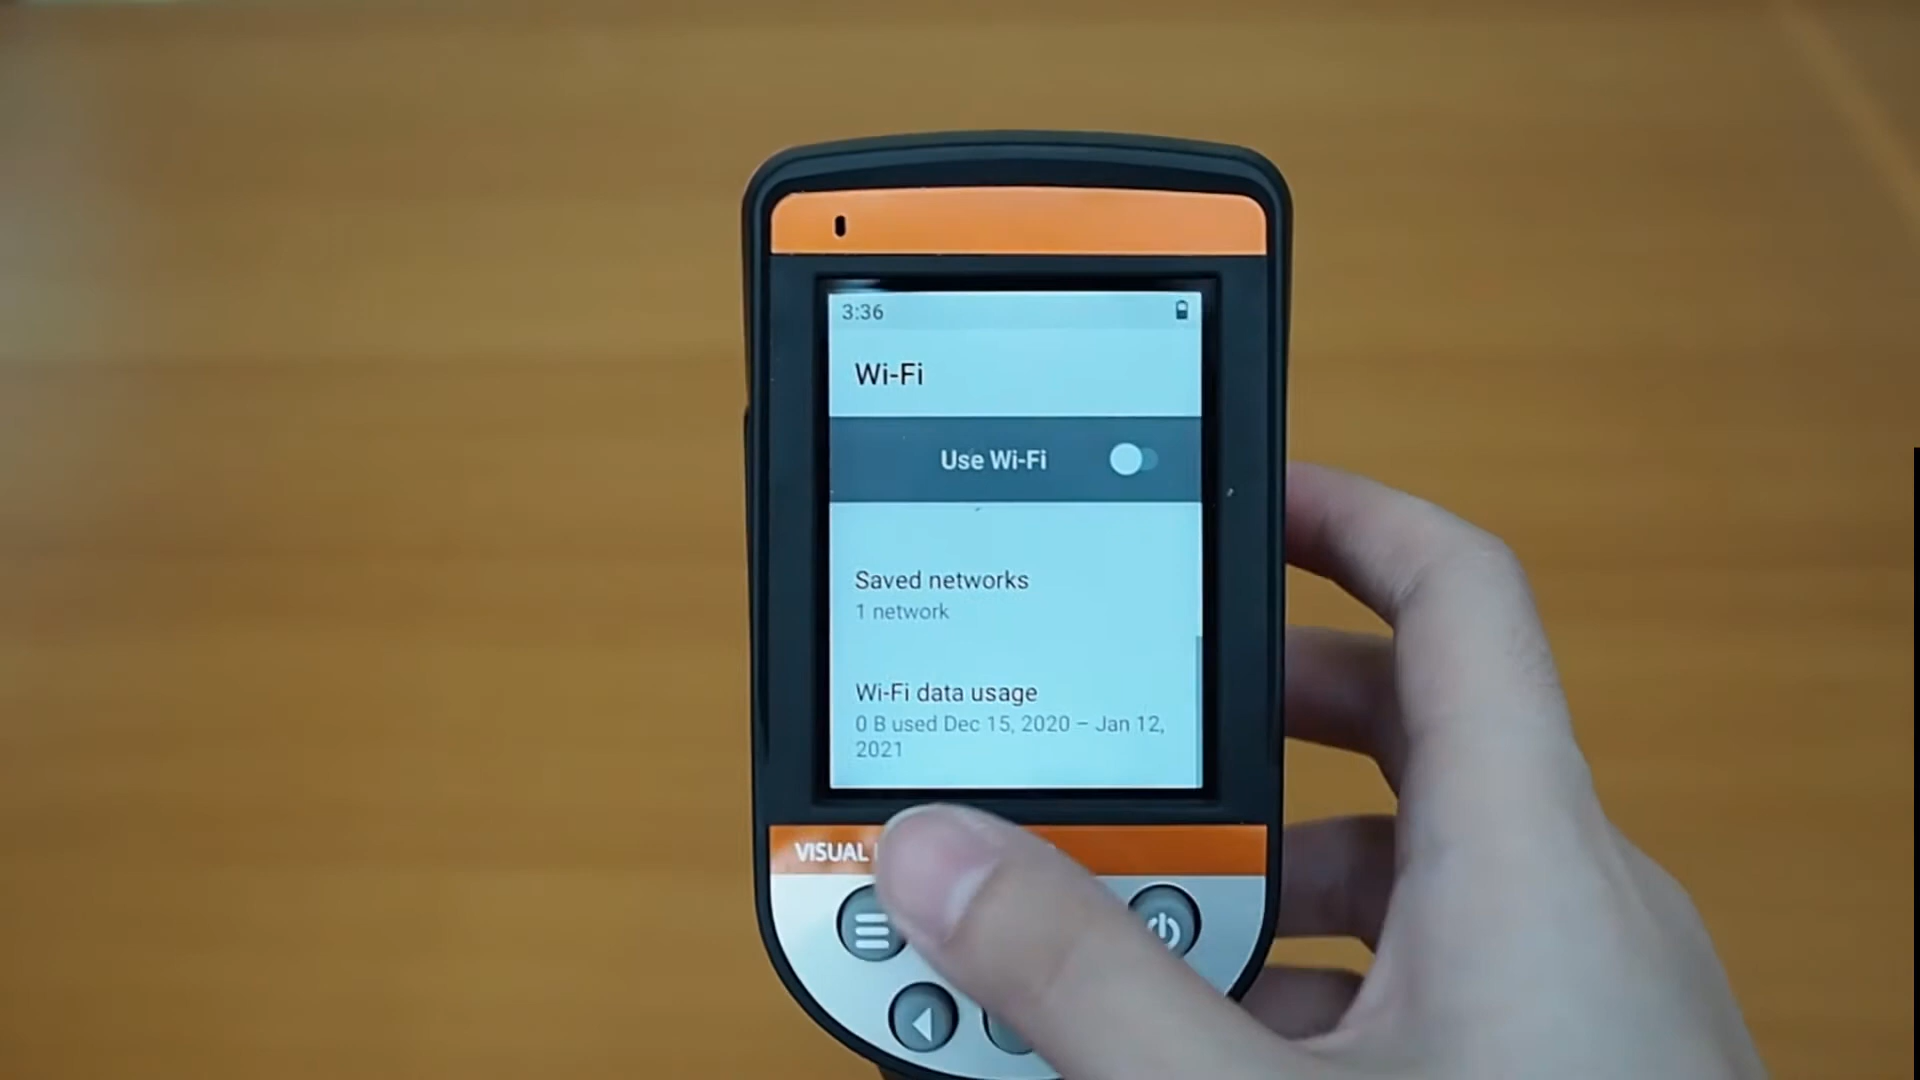 3:36
Wi-Fi
Use Wi-Fi
Saved networks
1 network
Wi-Fi data usage
0 B used Dec 15, 2020 – Jan 12,
2021
VISUAL